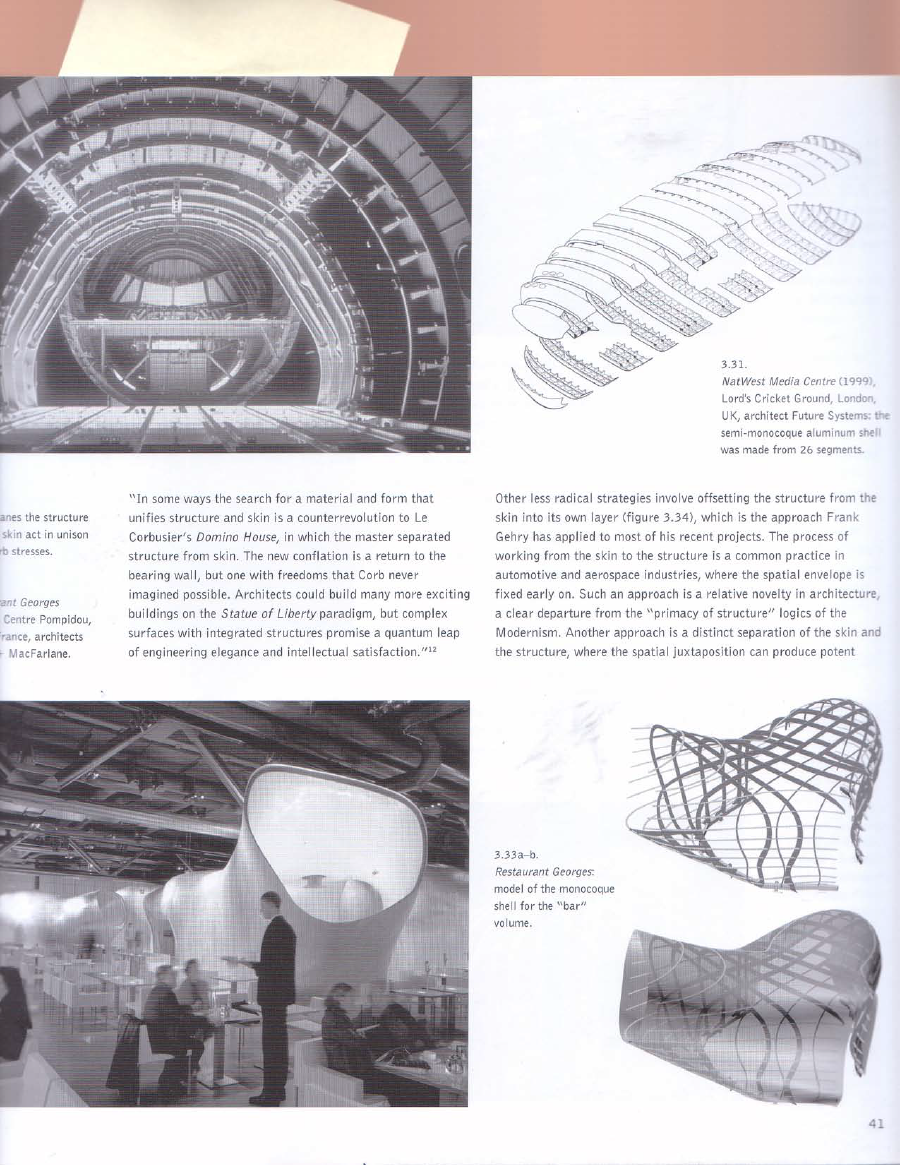 3.31.
NatWest Media Centre (1999),
Lord's Cricket Ground, London,
UK, architect Future Systems: the
semi-monocoque aluminum shell
was made from 26 segments.
the structure
skin act in unison
stresses.
Georges
Centre Pompidou,
architects
MacFarlane.
"In some ways the search for a material and form that
unifies structure and skin is a counterrevolution to Le
Corbusier's Domino House, in which the master separated
structure from skin. The new conflation is a return to the
bearing wall, but one with freedoms that Corb never
imagined possible. Architects could build many more exciting
buildings on the Statue of Liberty paradigm, but complex
surfaces with integrated structures promise a quantum leap
of engineering elegance and intellectual satisfaction."12
Other less radical strategies involve offsetting the structure from the
skin into its own layer (figure 3.34), which is the approach Frank
Gehry has applied to most of his recent projects. The process of
working from the skin to the structure is a common practice in
automotive and aerospace industries, where the spatial envelope is
fixed early on. Such an approach is a relative novelty in architecture,
a clear departure from the "primacy of structure" logics of the
Modernism. Another approach is a distinct separation of the skin and
the structure, where the spatial juxtaposition can produce potent
3.33a–b.
Restaurant Georges:
model of the monocoque
shell for the "bar"
volume.
41